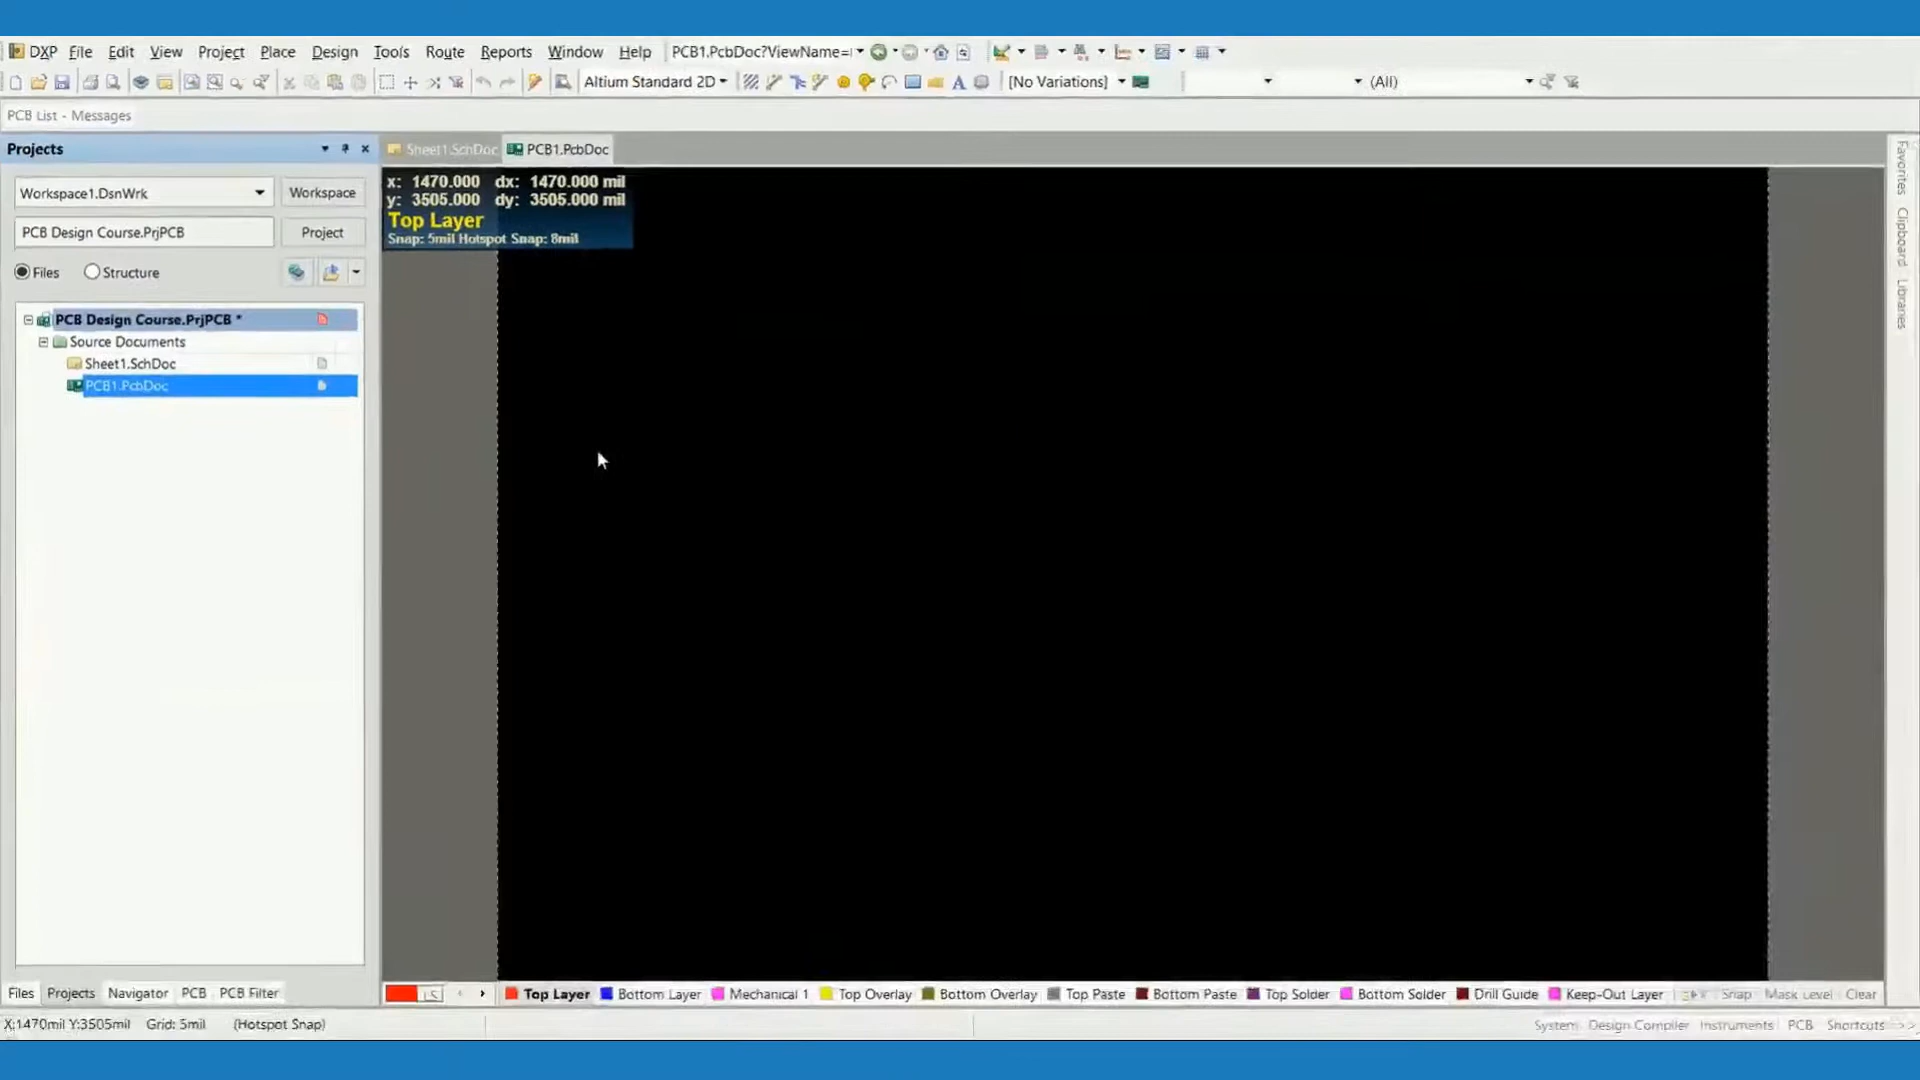 DXP File Edit View Project Place Design Tools Route Reports Window Help PCB1.PcbDoc?ViewName=
Altium Standard 2D [No Variations] (All)
PCB List - Messages
Projects
Sheet1.SchDoc PCB1.PcbDoc
Workspace1.DsnWrk Workspace
PCB Design Course.PrjPCB Project
Files Structure
PCB Design Course.PrjPCB *
Source Documents
Sheet1.SchDoc
PCB1.PcbDoc
x: 1470.000 dx: 1470.000 mil
y: 3505.000 dy: 3505.000 mil
Top Layer
Snap: 5mil Hotspot Snap: 8mil
Favorites
Clipboard
Libraries
Files Projects Navigator PCB PCB Filter
LS Top Layer Bottom Layer Mechanical 1 Top Overlay Bottom Overlay Top Paste Bottom Paste Top Solder Bottom Solder Drill Guide Keep-Out Layer Snap Mask Level Clear
X:1470mil Y:3505mil Grid: 5mil (Hotspot Snap)
System Design Compiler Instruments PCB Shortcuts >>